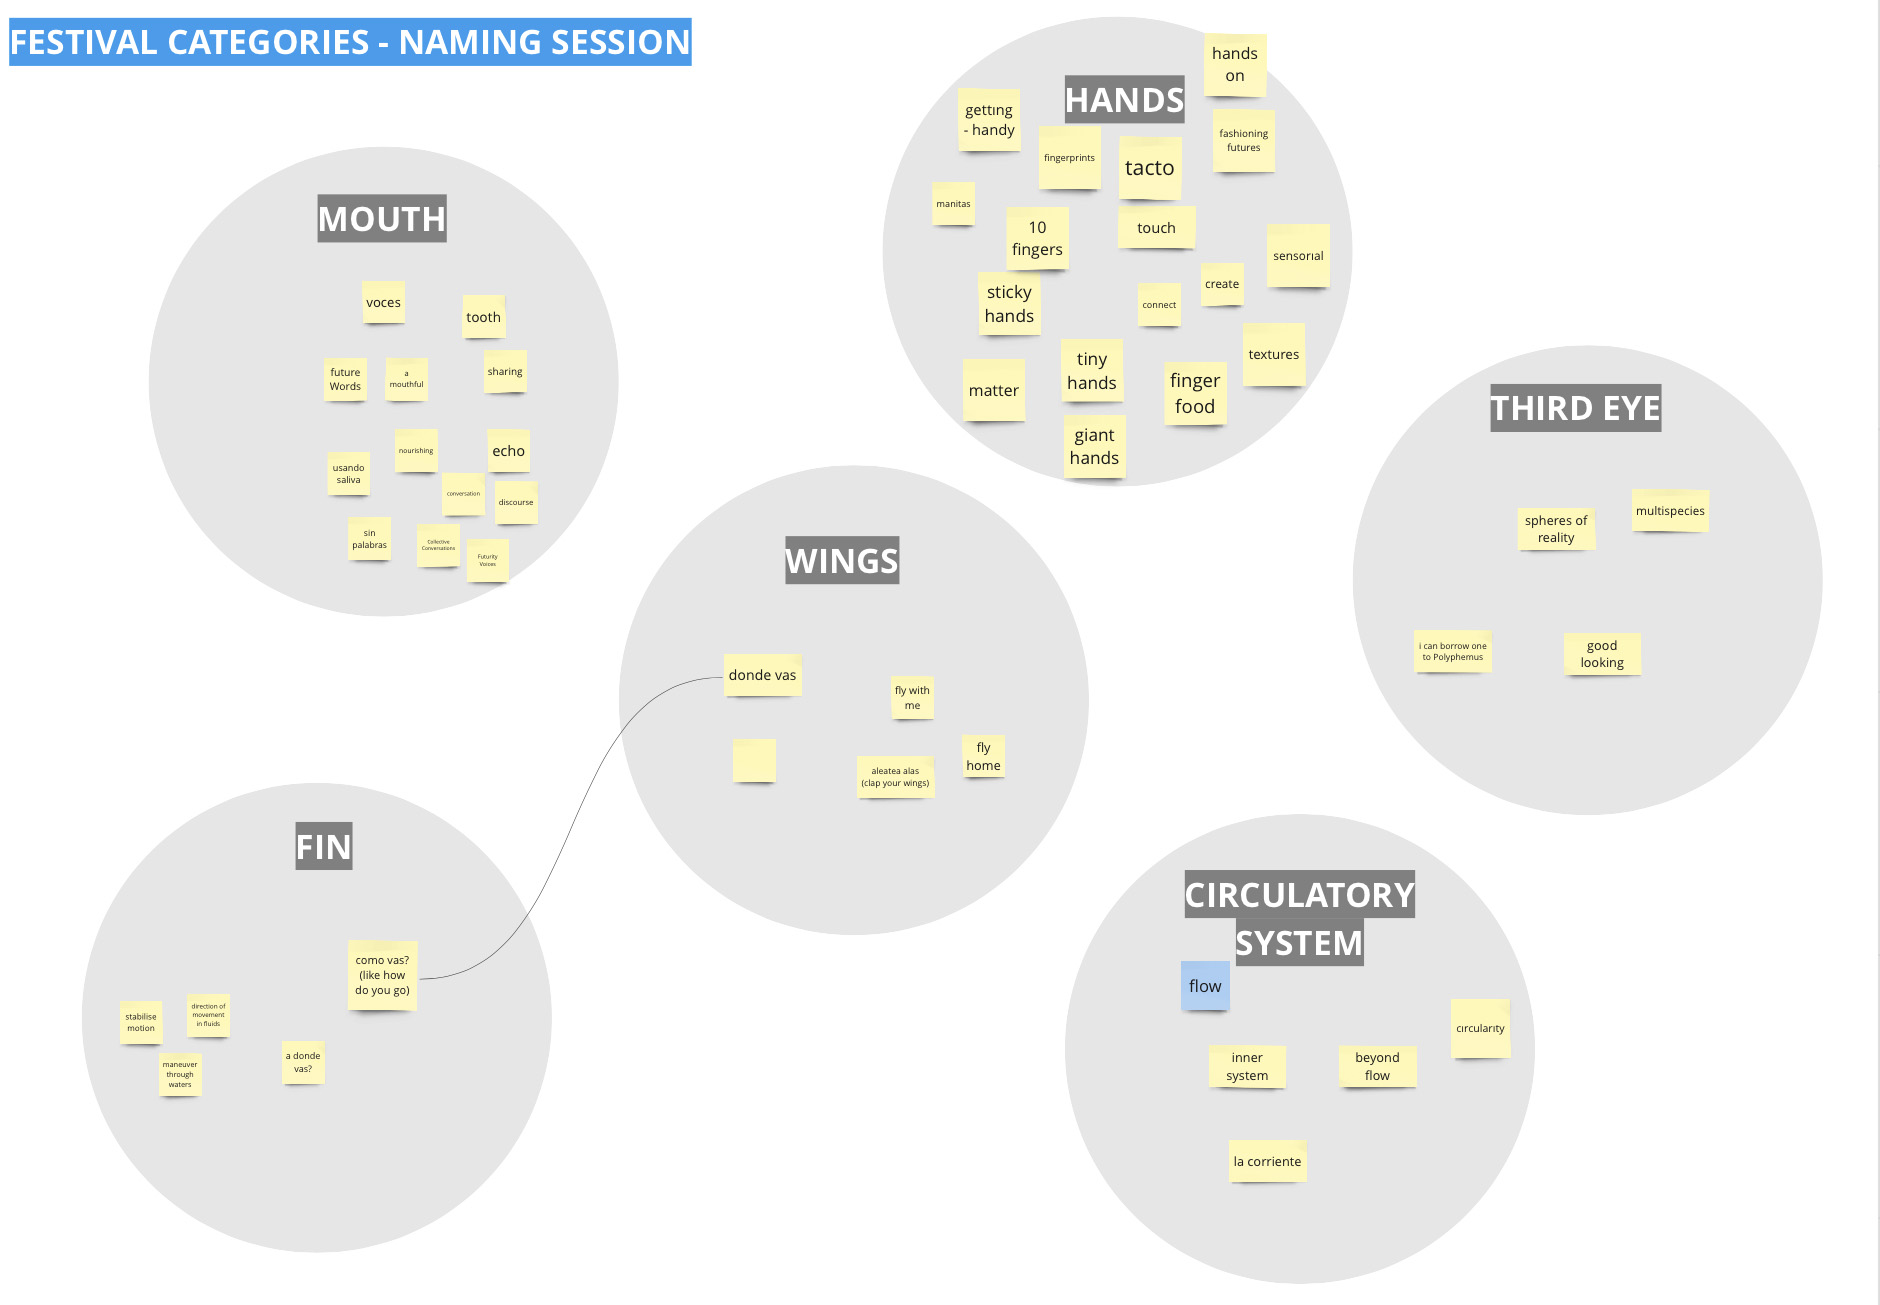 FESTIVAL CATEGORIES - NAMING SESSION
MOUTH
voces
tooth
future
Words
a
mouthful
sharing
usando
saliva
nourishing
echo
conversation
discourse
sin
palabras
Collective
Conversations
Futurity
Voices
HANDS
hands
on
getting
- handy
fingerprints
tacto
fashioning
futures
manitas
10
fingers
touch
sensorial
sticky
hands
connect
create
matter
tiny
hands
finger
food
textures
giant
hands
THIRD EYE
spheres of
reality
multispecies
i can borrow one
to Polyphemus
good
looking
WINGS
donde vas
fly with
me
aleatea alas
(clap your wings)
fly
home
FIN
como vas?
(like how
do you go)
stabilise
motion
direction of
movement
in fluids
maneuver
through
waters
a donde
vas?
CIRCULATORY
SYSTEM
flow
circularity
inner
system
beyond
flow
la corriente